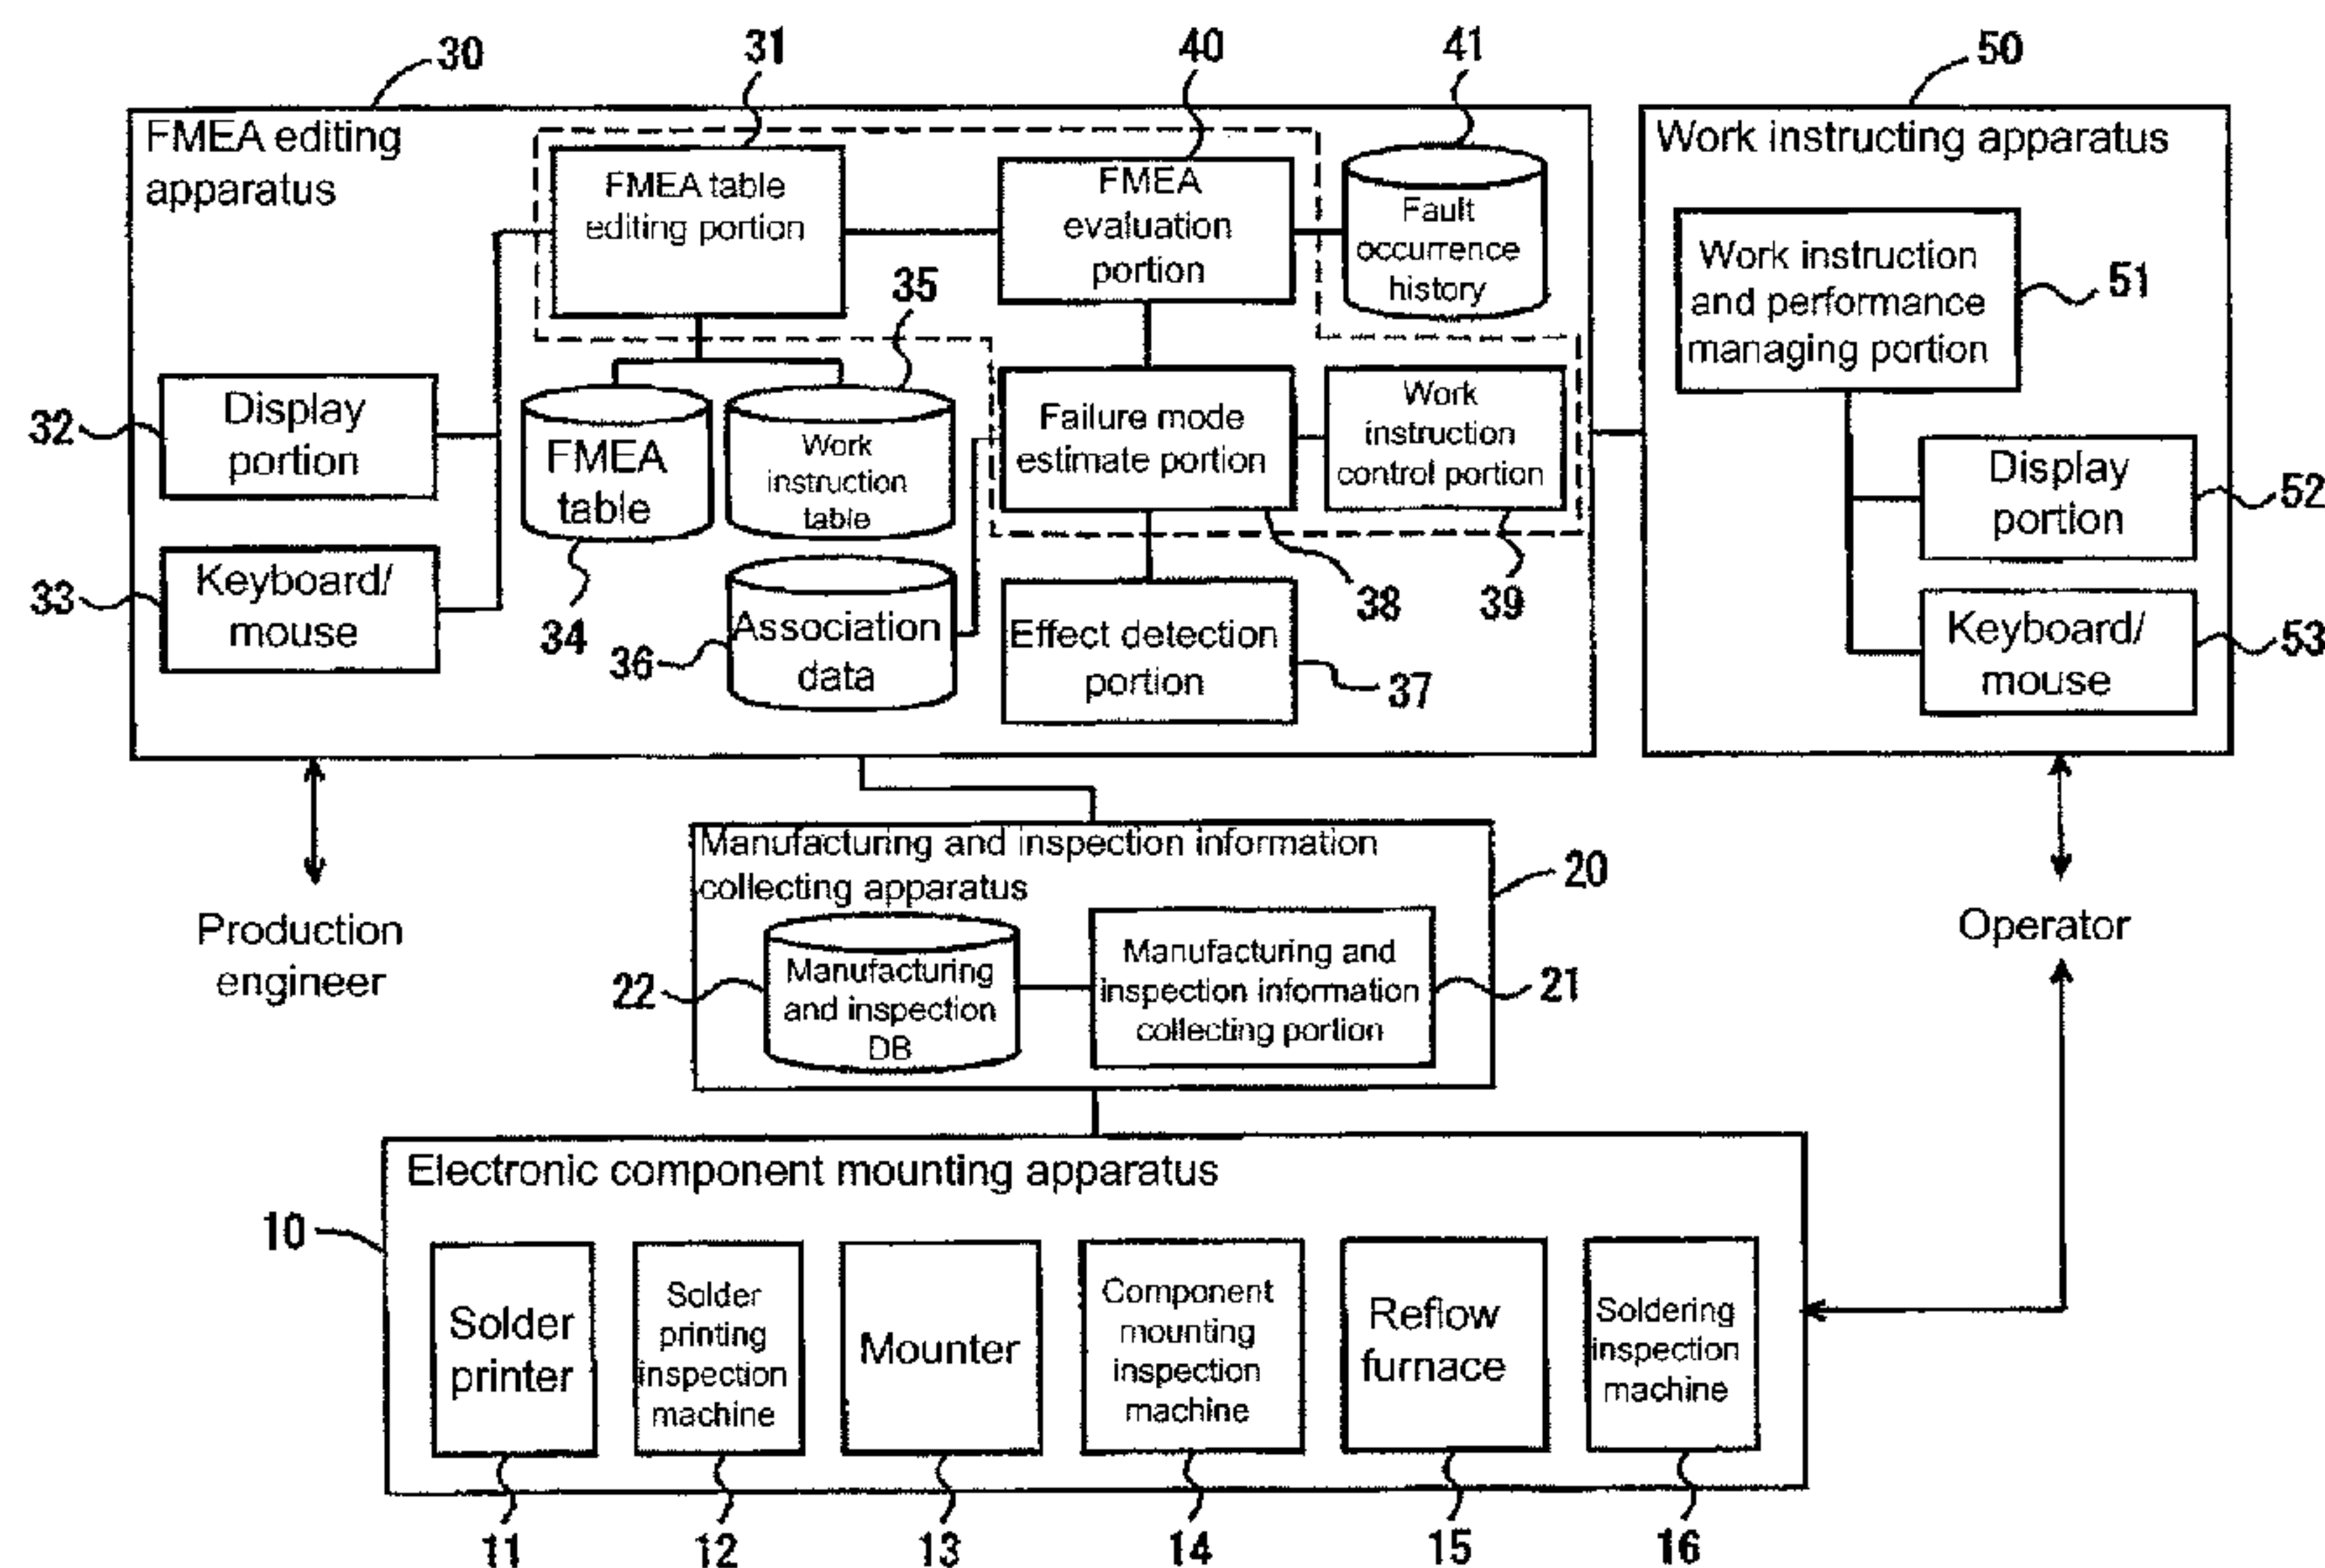 30
31
40
41
50
FMEA editing
apparatus
FMEA table
editing portion
FMEA
evaluation
portion
Fault
occurrence
history
Work instructing apparatus
Work instruction
and performance
managing portion
51
35
32
Display
portion
FMEA
table
Work
instruction
table
Failure mode
estimate portion
Work
instruction
control portion
Display
portion
52
33
Keyboard/
mouse
34
36
Association
data
Effect detection
portion
37
38
39
Keyboard/
mouse
53
Production
engineer
Manufacturing and inspection information
collecting apparatus
20
22
Manufacturing
and inspection
DB
Manufacturing and
inspection information
collecting portion
21
Operator
Electronic component mounting apparatus
10
Solder
printer
Solder
printing
inspection
machine
Mounter
Component
mounting
inspection
machine
Reflow
furnace
Soldering
inspection
machine
11
12
13
14
15
16